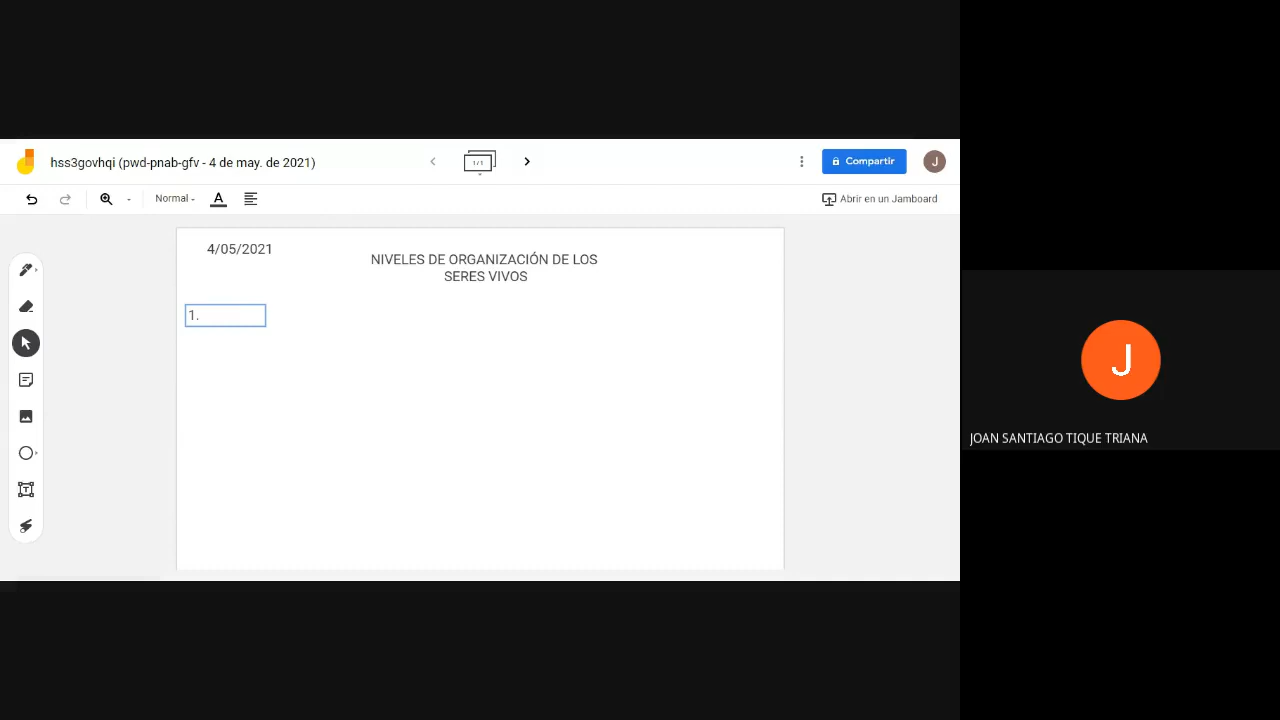 hss3govhqi (pwd-pnab-gfv - 4 de may. de 2021)
1/1
Compartir
J
Normal
A
Abrir en un Jamboard
4/05/2021
NIVELES DE ORGANIZACIÓN DE LOS
SERES VIVOS
1.
T
J
JOAN SANTIAGO TIQUE TRIANA